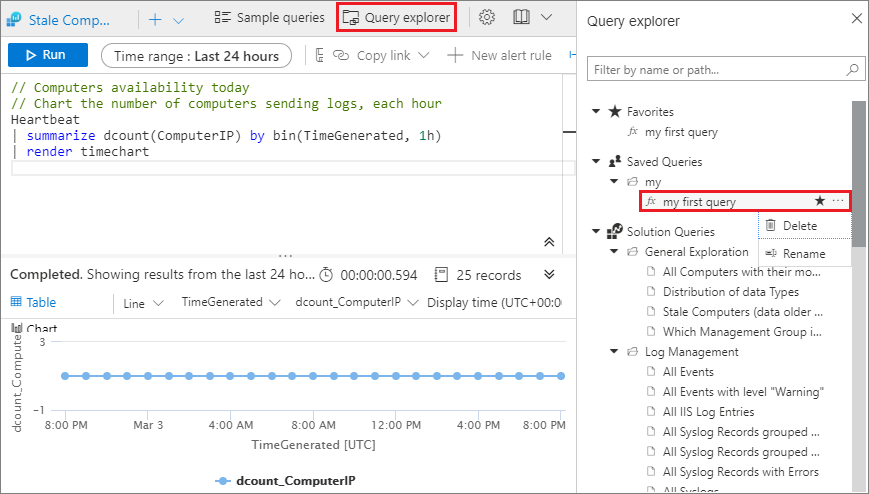 Stale Comp...
Sample queries
Query explorer
Run
Time range : Last 24 hours
Copy link
New alert rule
// Computers availability today
// Chart the number of computers sending logs, each hour
Heartbeat
| summarize dcount(ComputerIP) by bin(TimeGenerated, 1h)
| render timechart
Completed. Showing results from the last 24 ho...
00:00:00.594
25 records
Table
Line
TimeGenerated
dcount_ComputerIP
Display time (UTC+00:0
Chart
dcount_Compute
3
-1
8:00 PM
Mar 3
4:00 AM
8:00 AM
12:00 PM
4:00 PM
8:00 PM
TimeGenerated [UTC]
dcount_ComputerIP
Query explorer
Filter by name or path...
Favorites
fx my first query
Saved Queries
my
fx my first query ...
Delete
Rename
Solution Queries
General Exploration
All Computers with their mo...
Distribution of data Types
Stale Computers (data older ...
Which Management Group i...
Log Management
All Events
All Events with level "Warning"
All IIS Log Entries
All Syslog Records grouped ...
All Syslog Records grouped ...
All Syslog Records with Errors
All Syslogs